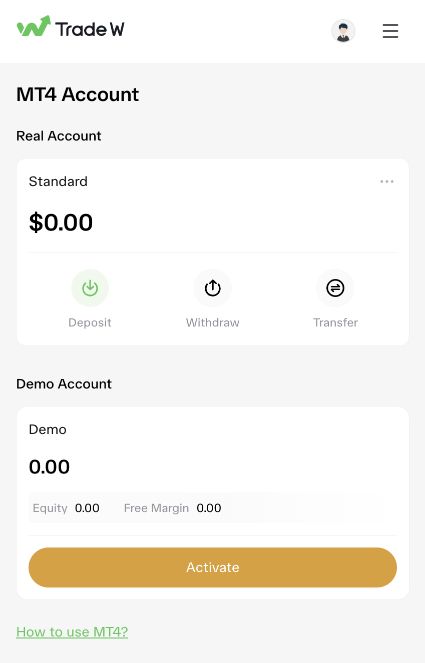 Trade W
MT4 Account
Real Account
Standard
$0.00
Deposit Withdraw Transfer
Demo Account
Demo
0.00
Equity 0.00 Free Margin 0.00
Activate
How to use MT4?